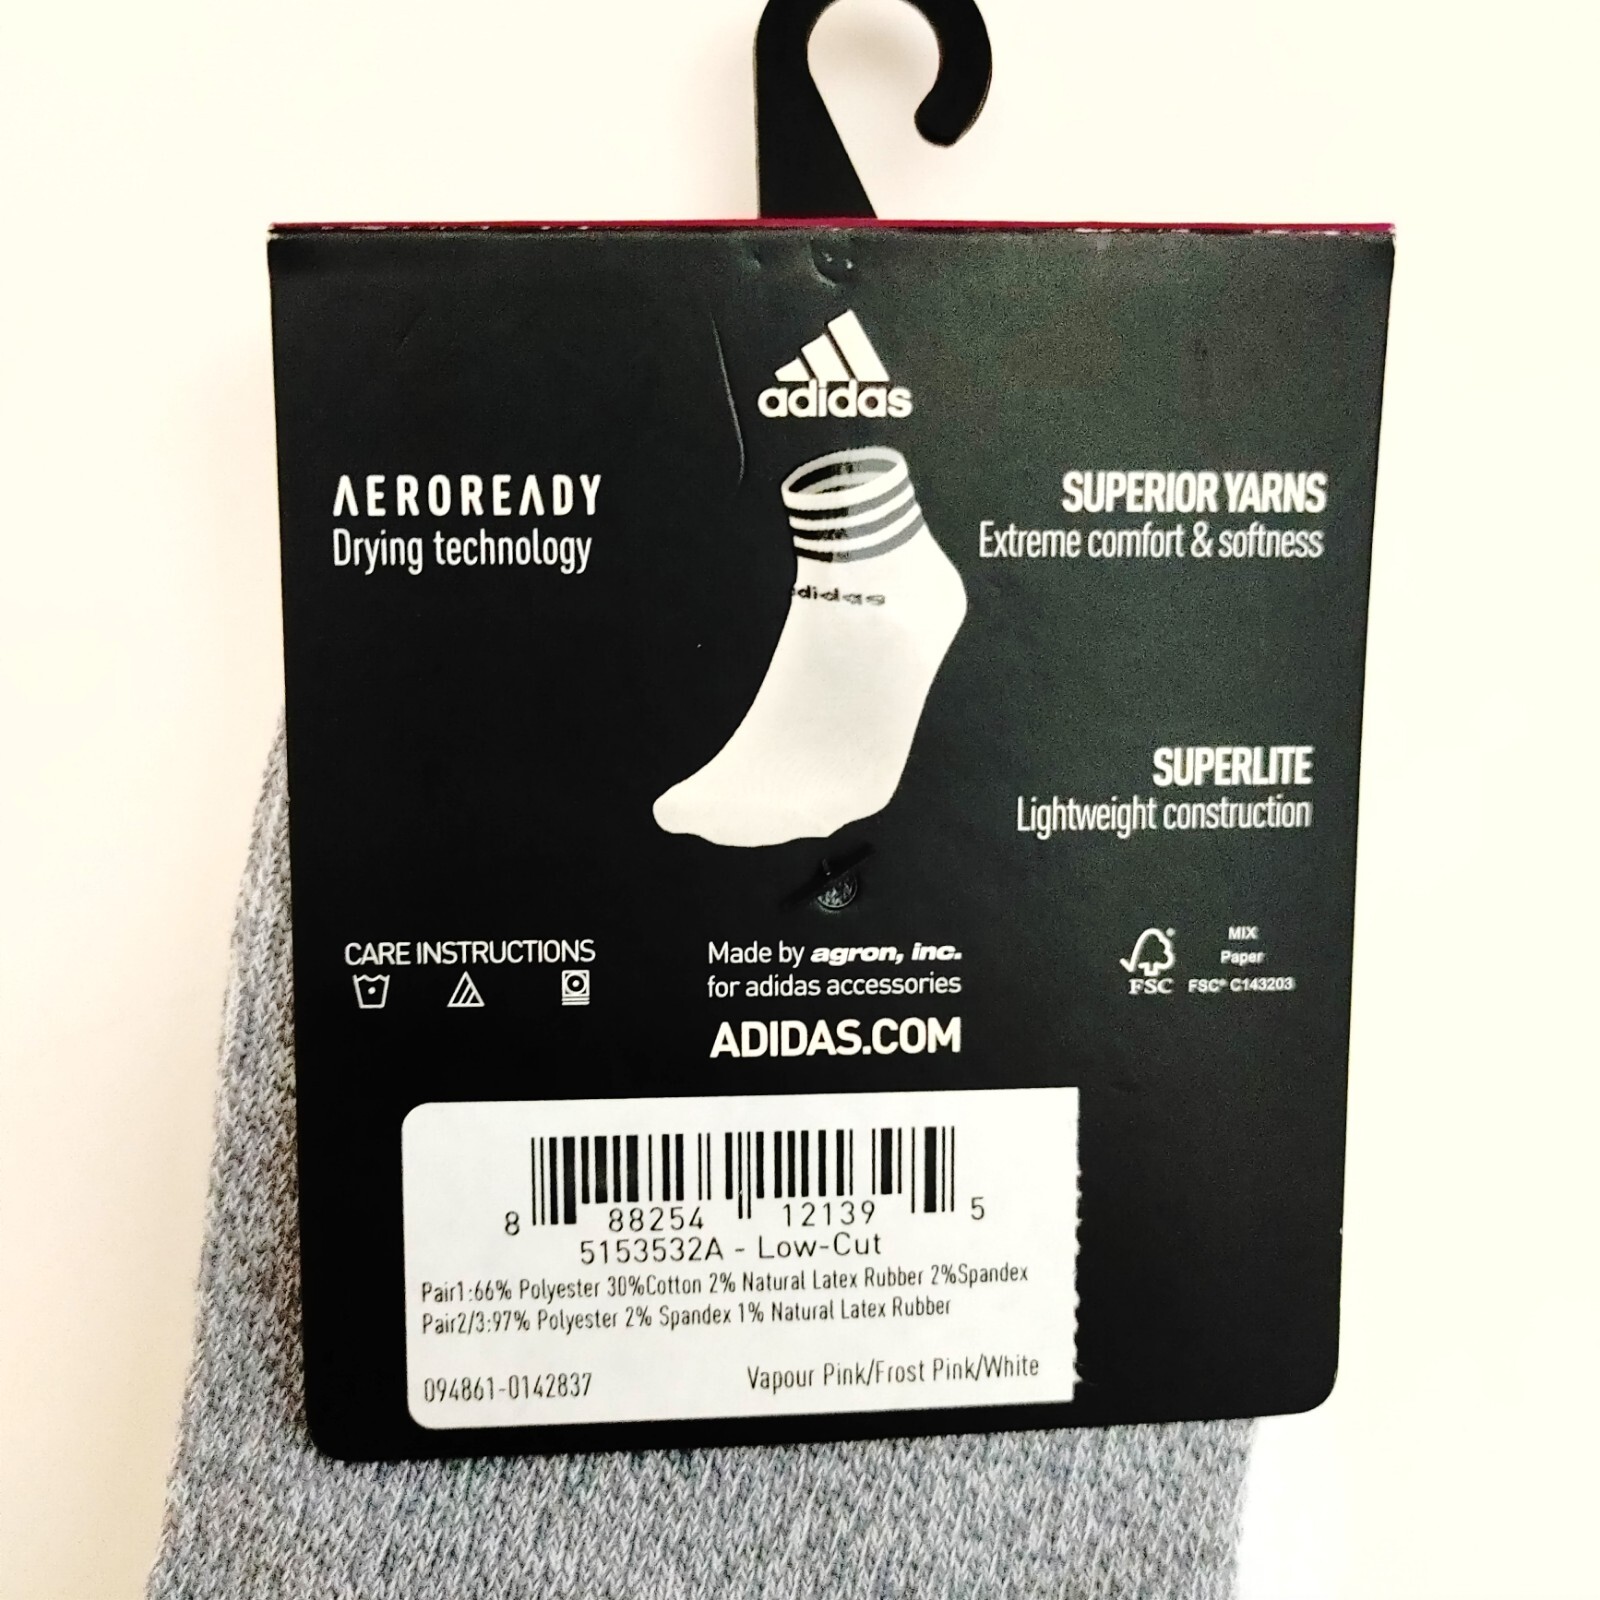 adidas
AEROREADY
Drying technology
SUPERIOR YARNS
Extreme comfort & softness
adidas
SUPERLITE
Lightweight construction
CARE INSTRUCTIONS
Made by agron, inc.
for adidas accessories
ADIDAS.COM
FSC
MIX
Paper
FSC® C143203
8 88254 12139 5
5153532A - Low-Cut
Pair1:66% Polyester 30%Cotton 2% Natural Latex Rubber 2%Spandex
Pair2/3:97% Polyester 2% Spandex 1% Natural Latex Rubber
094861-0142837
Vapour Pink/Frost Pink/White